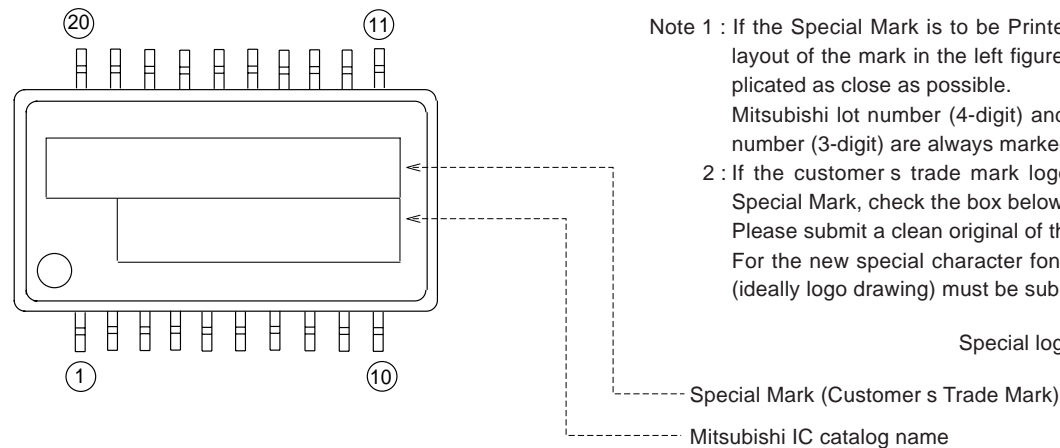 20
11
Note 1 : If the Special Mark is to be Printe
layout of the mark in the left figure
plicated as close as possible.
Mitsubishi lot number (4-digit) and
number (3-digit) are always marke
2 : If the customer s trade mark log
Special Mark, check the box below
Please submit a clean original of th
For the new special character fon
(ideally logo drawing) must be sub
Special log
1
10
Special Mark (Customer s Trade Mark)
Mitsubishi IC catalog name